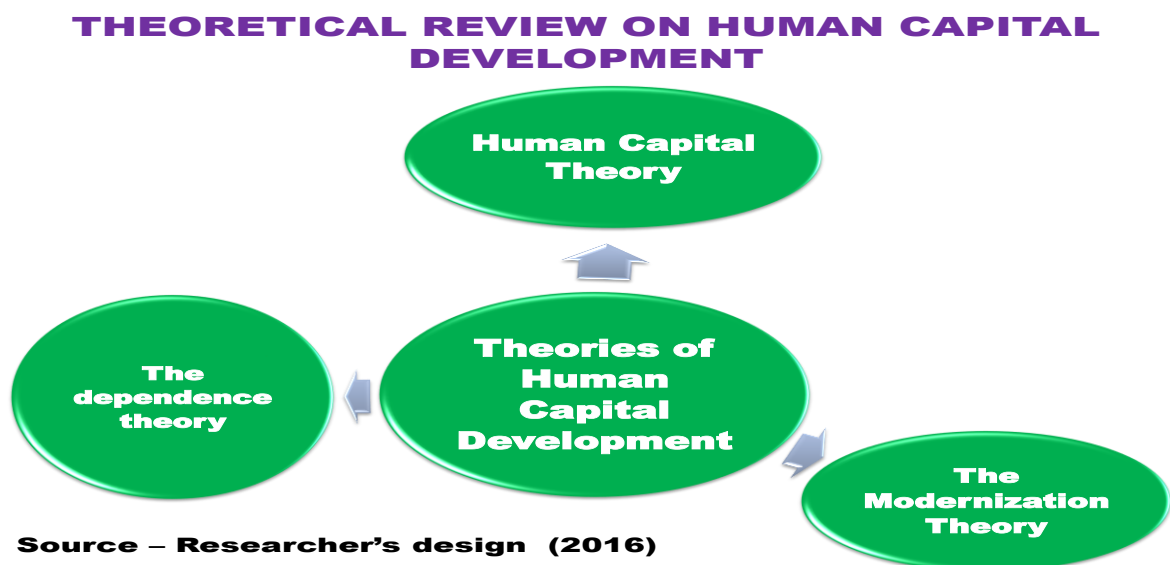 THEORETICAL REVIEW ON HUMAN CAPITAL
DEVELOPMENT
Human Capital
Theory
The
dependence
theory
Theories of
Human
Capital
Development
The
Modernization
Theory
Source – Researcher’s design (2016)